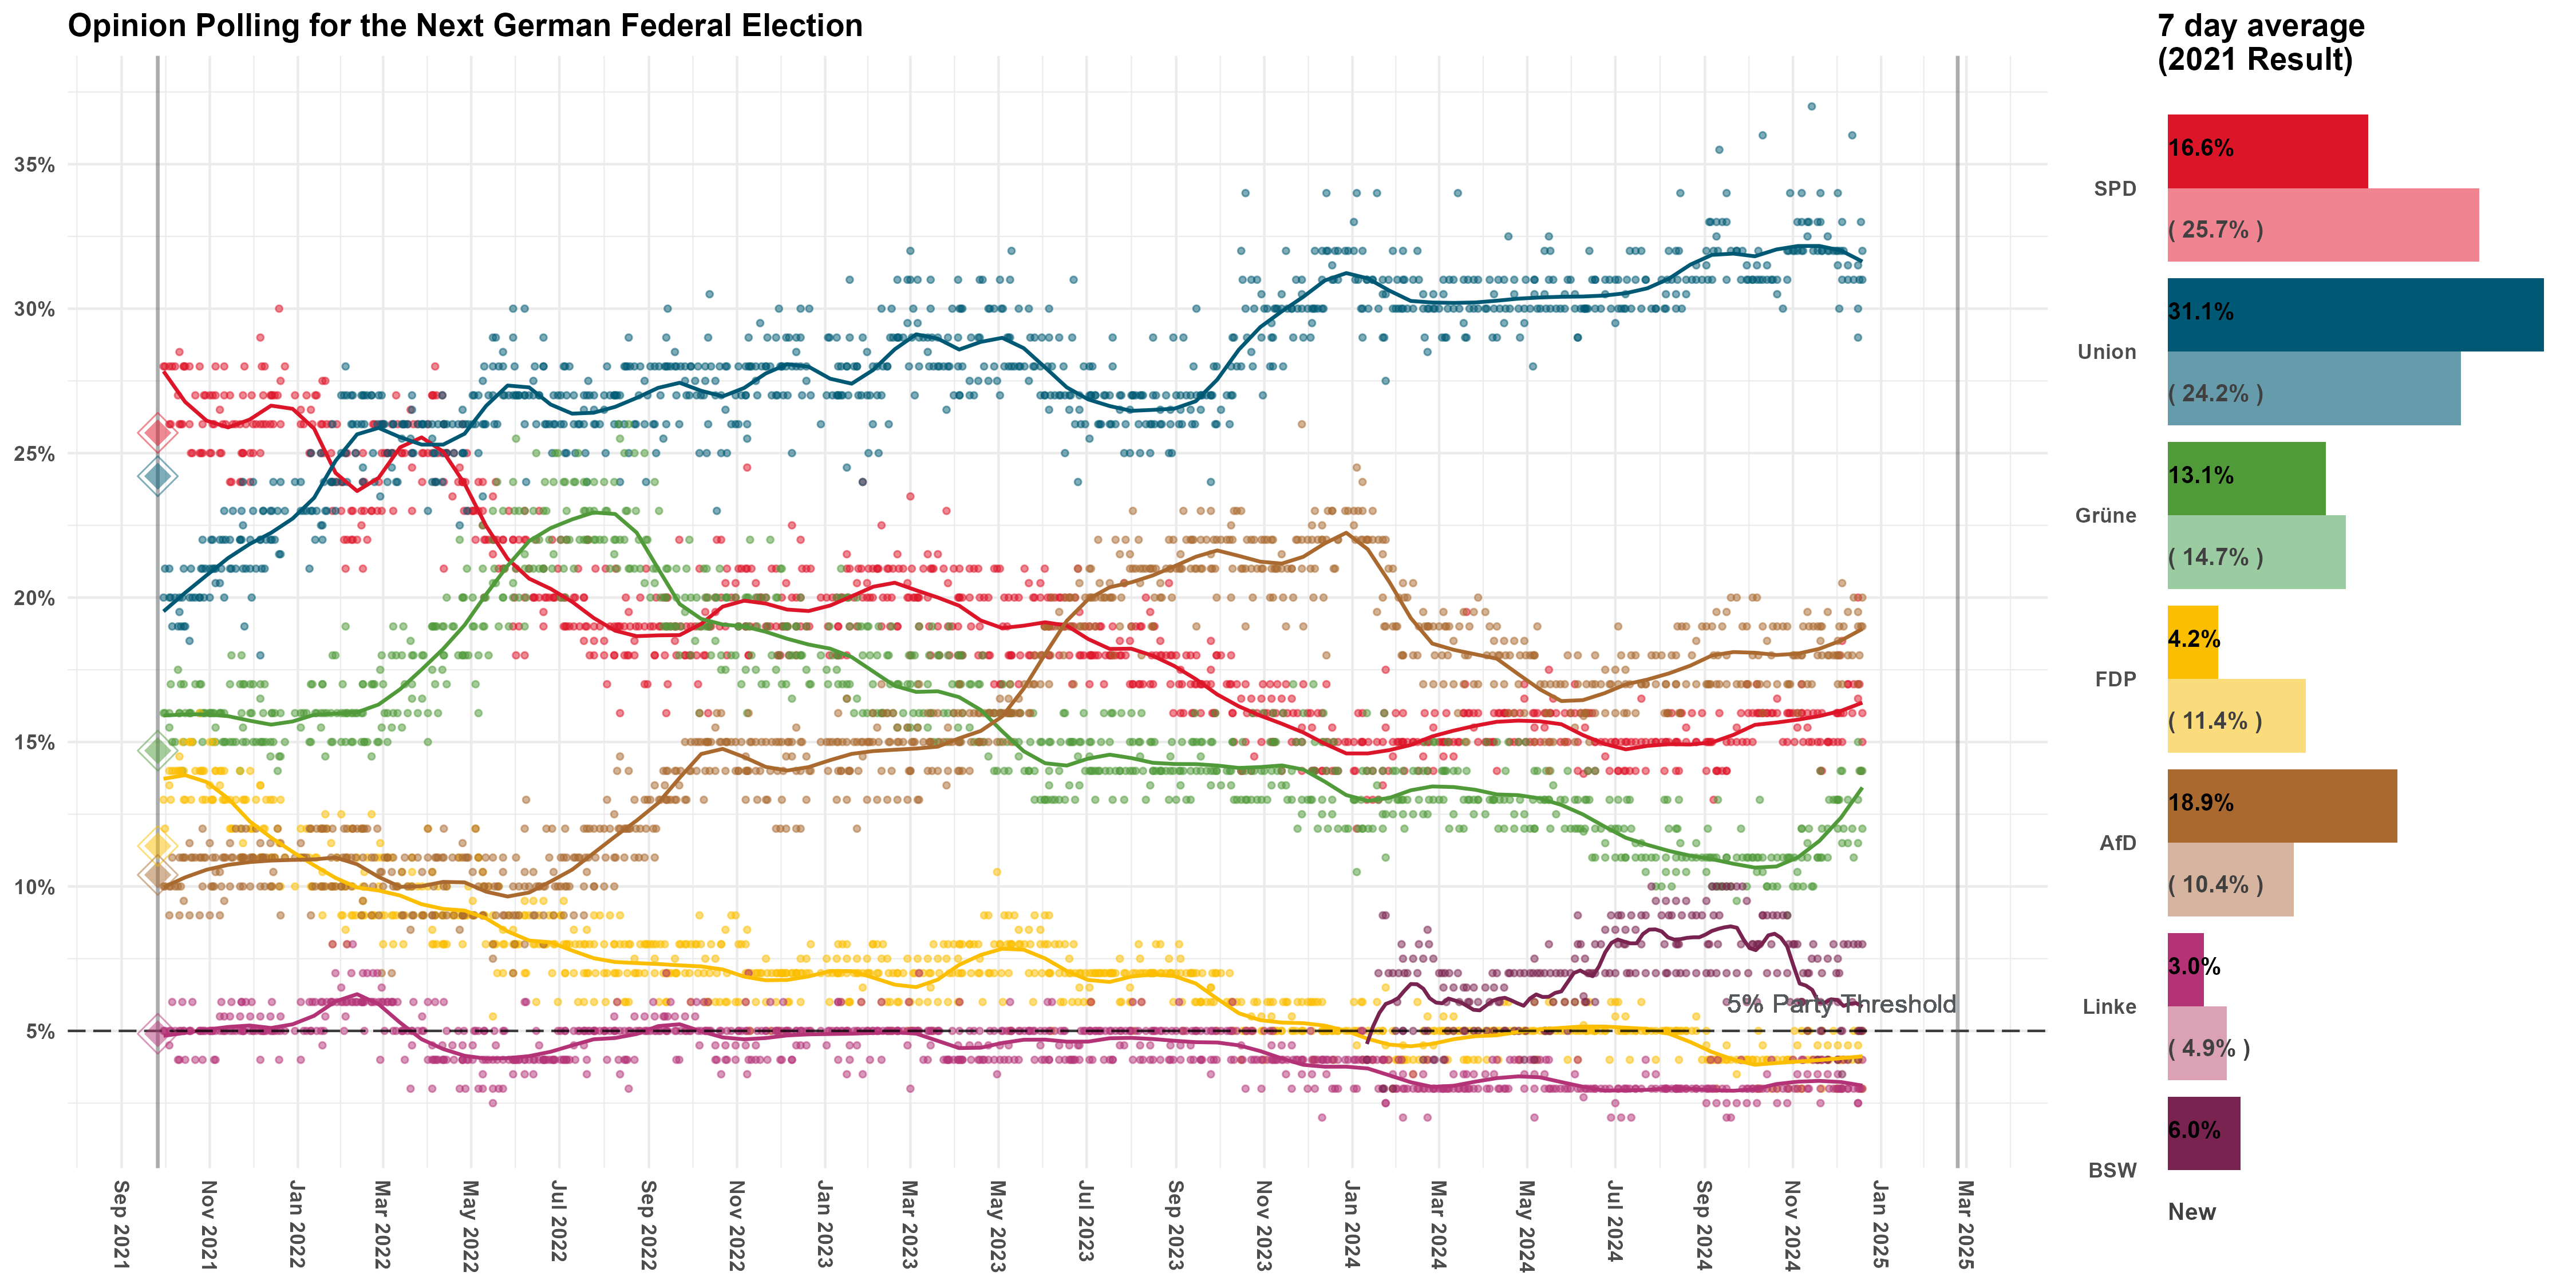 Opinion Polling for the Next German Federal Election
7 day average
(2021 Result)
35%
30%
25%
20%
15%
10%
5%
5% Party Threshold
Sep 2021
Nov 2021
Jan 2022
Mar 2022
May 2022
Jul 2022
Sep 2022
Nov 2022
Jan 2023
Mar 2023
May 2023
Jul 2023
Sep 2023
Nov 2023
Jan 2024
Mar 2024
May 2024
Jul 2024
Sep 2024
Nov 2024
Jan 2025
Mar 2025
16.6%
SPD
( 25.7% )
31.1%
Union
( 24.2% )
13.1%
Grüne
( 14.7% )
4.2%
FDP
( 11.4% )
18.9%
AfD
( 10.4% )
3.0%
Linke
( 4.9% )
6.0%
BSW
New